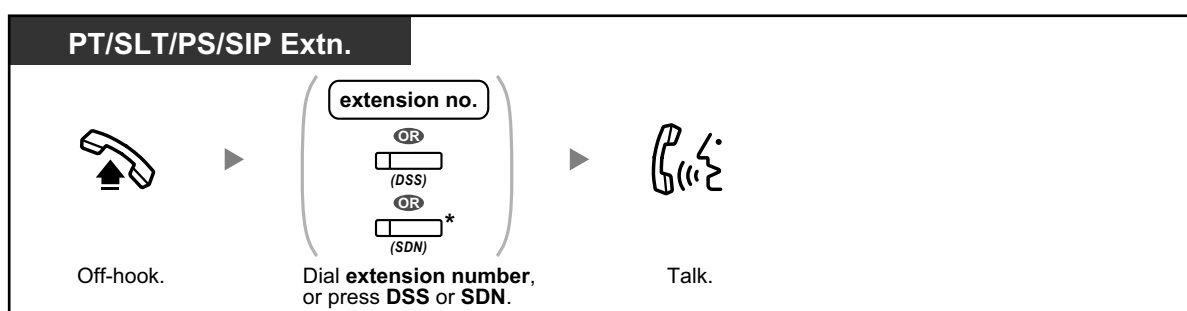 PT/SLT/PS/SIP Extn.
extension no.
OR
(DSS)
OR
*
(SDN)
Off-hook.
Dial extension number,
or press DSS or SDN.
Talk.